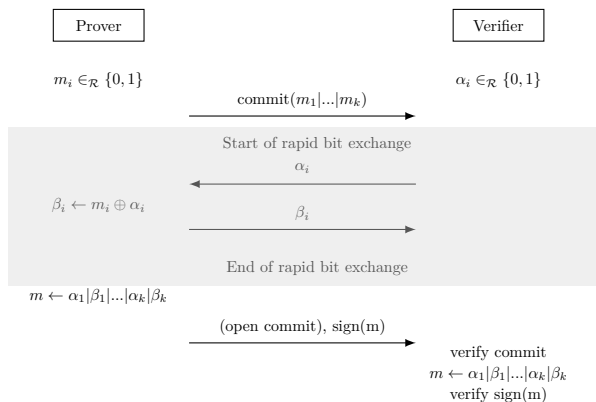 Prover Verifier
m_i ∈_R {0, 1} α_i ∈_R {0, 1}
commit(m_1|...|m_k)
Start of rapid bit exchange
α_i
β_i ← m_i ⊕ α_i
β_i
End of rapid bit exchange
m ← α_1|β_1|...|α_k|β_k
(open commit), sign(m)
verify commit
m ← α_1|β_1|...|α_k|β_k
verify sign(m)